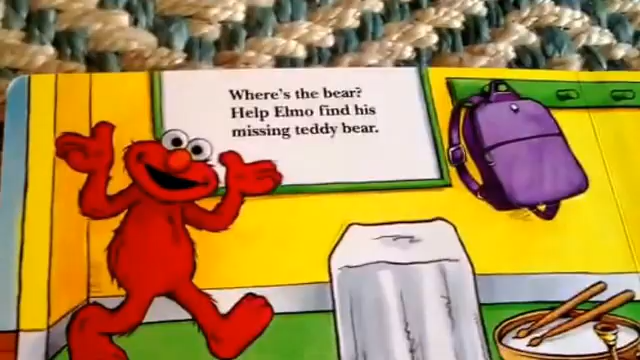 Where's the bear?
Help Elmo find his
missing teddy bear.